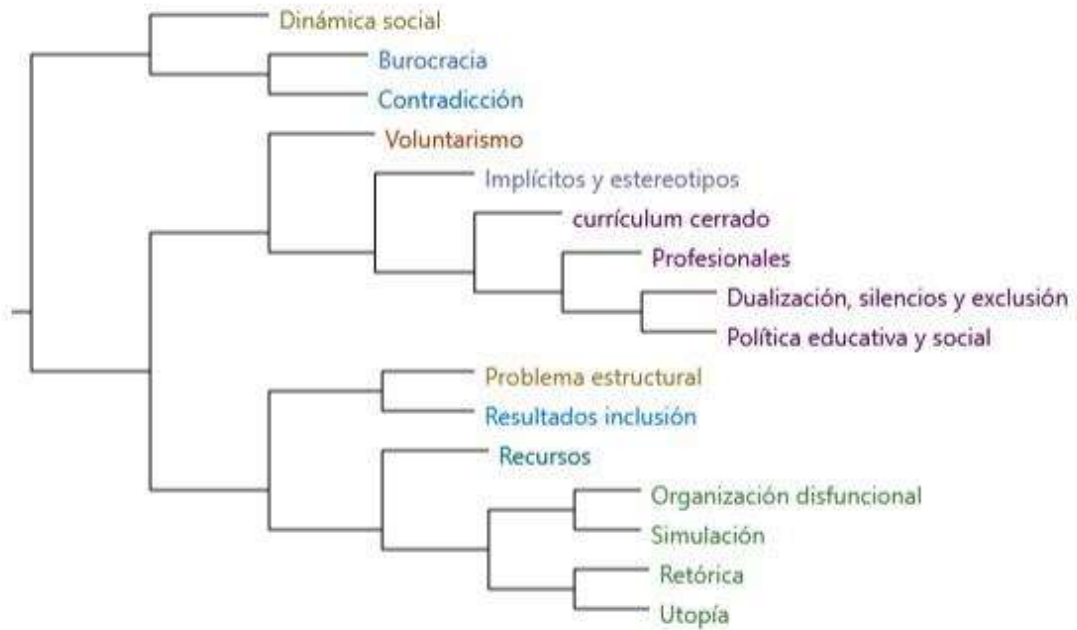 Dinámica social
Burocracia
Contradicción
Voluntarismo
Implícitos y estereotipos
currículum cerrado
Profesionales
Dualización, silencios y exclusión
Política educativa y social
Problema estructural
Resultados inclusión
Recursos
Organización disfuncional
Simulación
Retórica
Utopía